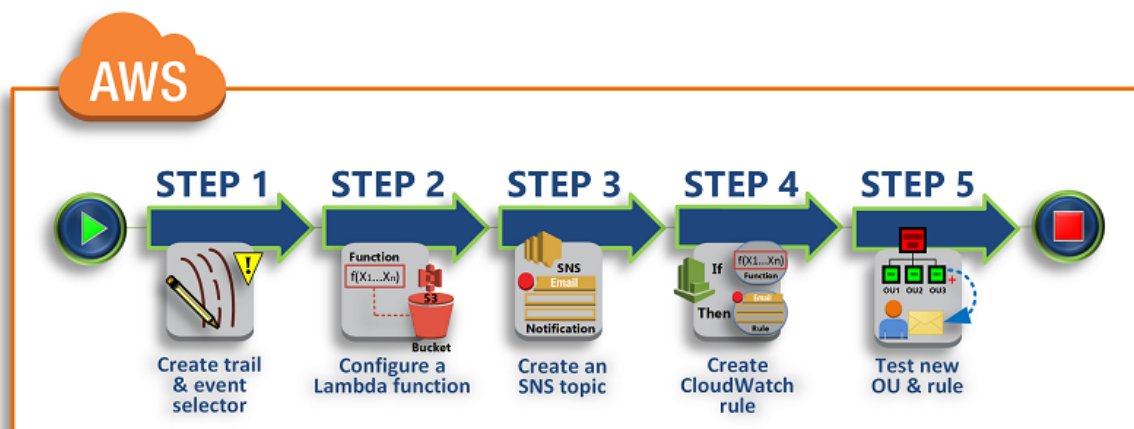 AWS
STEP 1
STEP 2
STEP 3
STEP 4
STEP 5
!
Function
f(X1...Xn)
S3
Bucket
SNS
Email
Notification
If
f(X1...Xn)
Function
Then
Email
Rule
OU1 OU2 OU3
+
Create trail
& event
selector
Configure a
Lambda function
Create an
SNS topic
Create
CloudWatch
rule
Test new
OU & rule